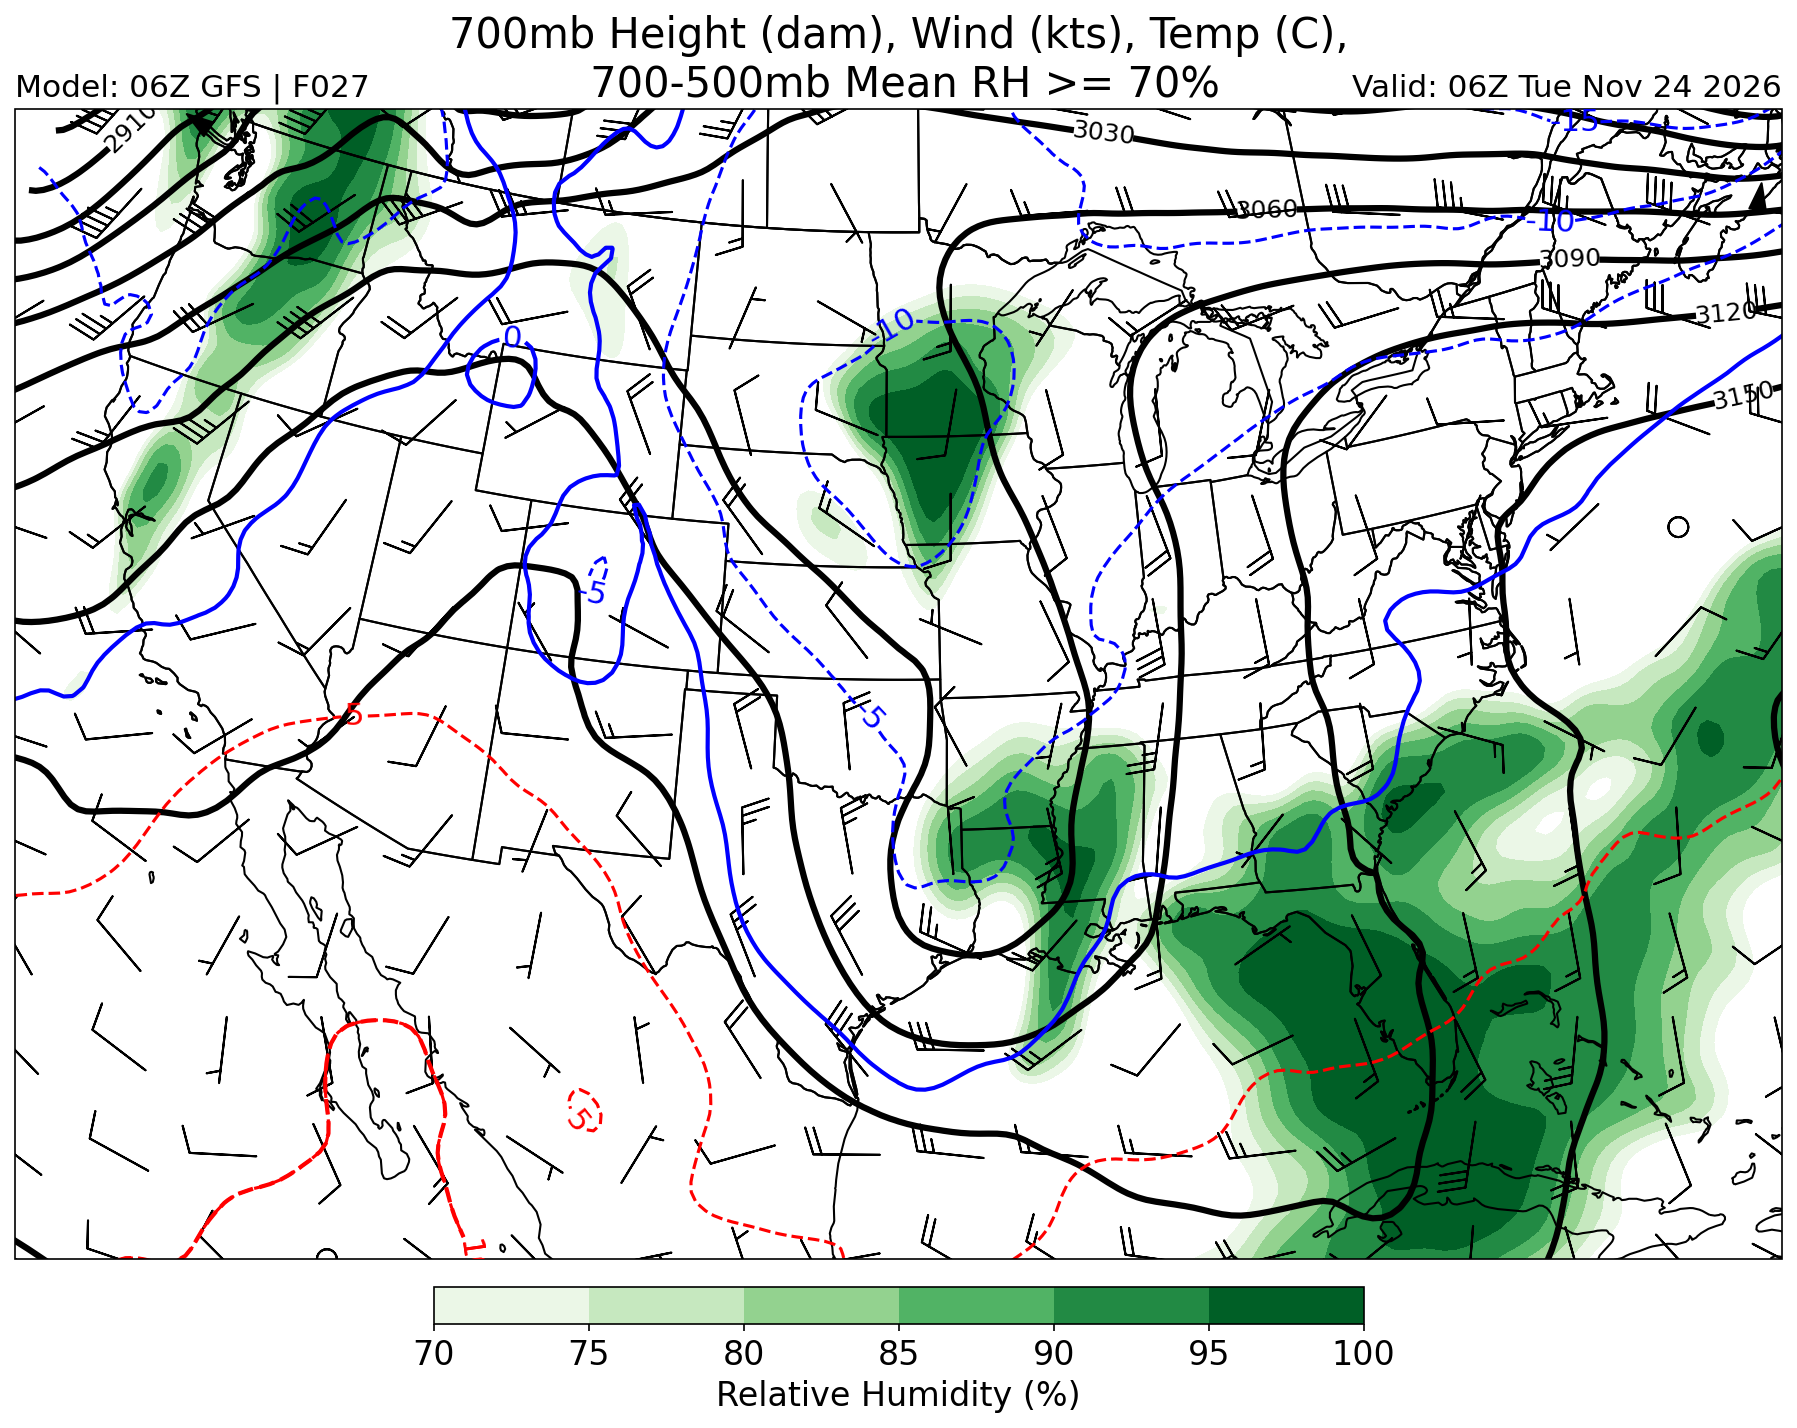 700mb Height (dam), Wind (kts), Temp (C),
Model: 06Z GFS | F027
700-500mb Mean RH >= 70%
Valid: 06Z Tue Nov 24 2026
2910
3030
-15
3060
-10
3090
3120
-10
0
3150
-5
-5
5
5
1
70 75 80 85 90 95 100
Relative Humidity (%)